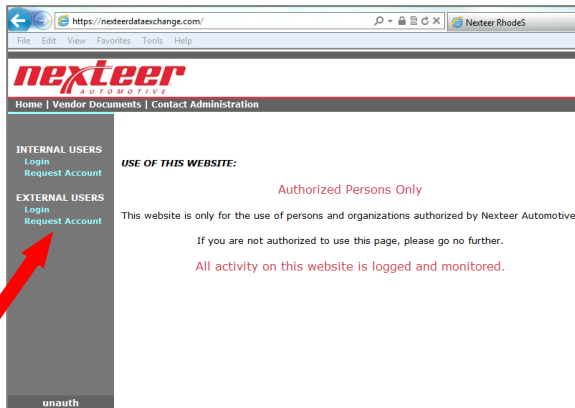 https://nexteerdataexchange.com/
Nexteer RhodeS
File Edit View Favorites Tools Help
nexteer
AUTOMOTIVE
Home | Vendor Documents | Contact Administration
INTERNAL USERS
Login
Request Account
EXTERNAL USERS
Login
Request Account
USE OF THIS WEBSITE:
Authorized Persons Only
This website is only for the use of persons and organizations authorized by Nexteer Automotive
If you are not authorized to use this page, please go no further.
All activity on this website is logged and monitored.
unauth